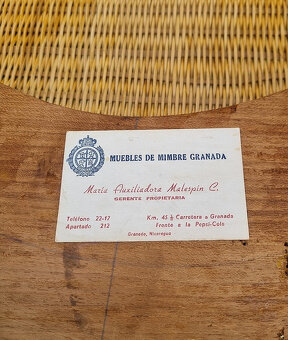 MUEBLES DE MIMBRE GRANADA
María Auxiliadora Malespin C.
GERENTE PROPIETARIA
Teléfono 22-17
Apartado 212
Km. 45 ½ Carretera a Granada
Frente a la Pepsi-Cola
Granada, Nicaragua